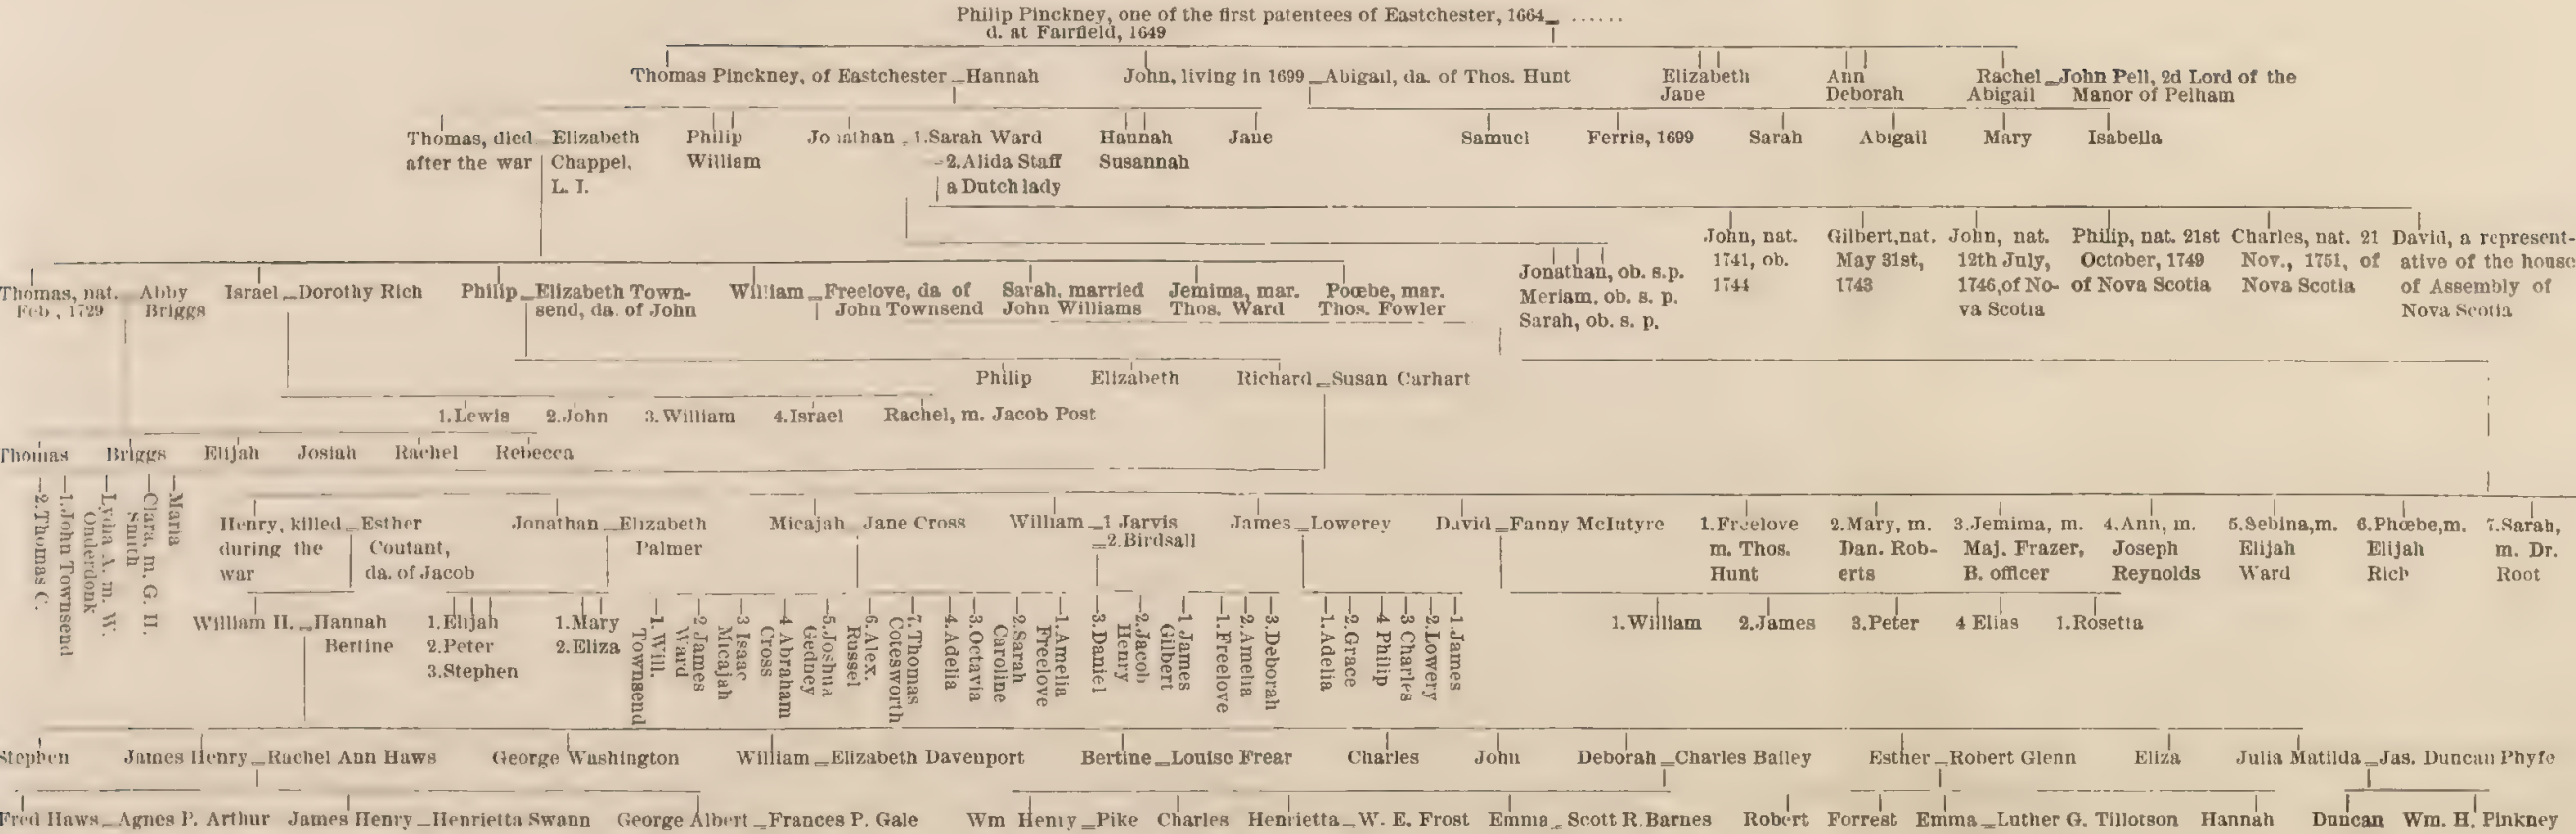 Philip Pinckney, one of the first patentees of Eastchester, 1664 ......
d. at Fairfield, 1649
Thomas Pinckney, of Eastchester = Hannah
John, living in 1699 = Abigail, da. of Thos. Hunt
Elizabeth
Jane
Ann
Deborah
Rachel = John Pell, 2d Lord of the
Abigail Manor of Pelham
Thomas, died
after the war
Elizabeth
Chappel,
L. I.
Philip
William
Jonathan = 1.Sarah Ward
=2.Alida Staff
a Dutch lady
Hannah
Susannah
Jane
Samuel
Ferris, 1699
Sarah
Abigail
Mary
Isabella
John, nat.
1741, ob.
1744
Gilbert,nat.
May 31st,
1743
John, nat.
12th July,
1746,of No-
va Scotia
Philip, nat. 21st
October, 1749
of Nova Scotia
Charles, nat. 21
Nov., 1751, of
Nova Scotia
David, a represent-
ative of the house
of Assembly of
Nova Scotia
Thomas, nat.
Feb., 1729
Abby
Briggs
Israel = Dorothy Rich
Philip = Elizabeth Town-
send, da. of John
William = Freelove, da of
John Townsend
Sarah, married
John Williams
Jemima, mar.
Thos. Ward
Poœbe, mar.
Thos. Fowler
Jonathan, ob. s.p.
Meriam, ob. s. p.
Sarah, ob. s. p.
Philip
Elizabeth
Richard = Susan Carhart
1.Lewis
2.John
3.William
4.Israel
Rachel, m. Jacob Post
Thomas
Briggs
Elijah
Josiah
Rachel
Rebecca
2.Thomas C.
1.John Townsend
Lydia A. m. W.
Onderdonk
Clara, m. G. H.
Smith
Maria
Henry, killed = Esther
during the Coutant,
war da. of Jacob
Jonathan = Elizabeth
Palmer
Micajah Jane Cross
William = 1 Jarvis
=2.Birdsall
James = Lowerey
David = Fanny McIntyre
1.Freelove
m. Thos.
Hunt
2.Mary, m.
Dan. Rob-
erts
3.Jemima, m.
Maj. Frazer,
B. officer
4.Ann, m.
Joseph
Reynolds
5.Sebina,m.
Elijah
Ward
6.Phœbe,m.
Elijah
Rich
7.Sarah,
m. Dr.
Root
William H. = Hannah
Bertine
1.Elijah
2.Peter
3.Stephen
1.Mary
2.Eliza
1.Will.
Townsend
2 James
Ward
3 Isaac
Micajah
4 Abraham
Cross
5.Joshua
Gedney
6.Alex.
Russel
7.Thomas
Cotesworth
4.Adelia
3.Octavia
2.Sarah
Caroline
1.Amelia
Freelove
3.Daniel
2.Jacob
Henry
1 James
Gilbert
1.Freelove
2.Amelia
3.Deborah
1.Adelia
2.Grace
4 Philip
3 Charles
2.Lowery
1.James
1.William
2.James
3.Peter
4 Elias
1.Rosetta
Stephen
James Henry = Rachel Ann Haws
George Washington
William = Elizabeth Davenport
Bertine = Louise Frear
Charles
John
Deborah = Charles Bailey
Esther = Robert Glenn
Eliza
Julia Matilda = Jas. Duncan Phyfe
Fred Haws = Agnes P. Arthur
James Henry = Henrietta Swann
George Albert = Frances P. Gale
Wm Henry = Pike
Charles
Henrietta = W. E. Frost
Emma = Scott R. Barnes
Robert
Forrest
Emma = Luther G. Tillotson
Hannah
Duncan
Wm. H. Pinkney